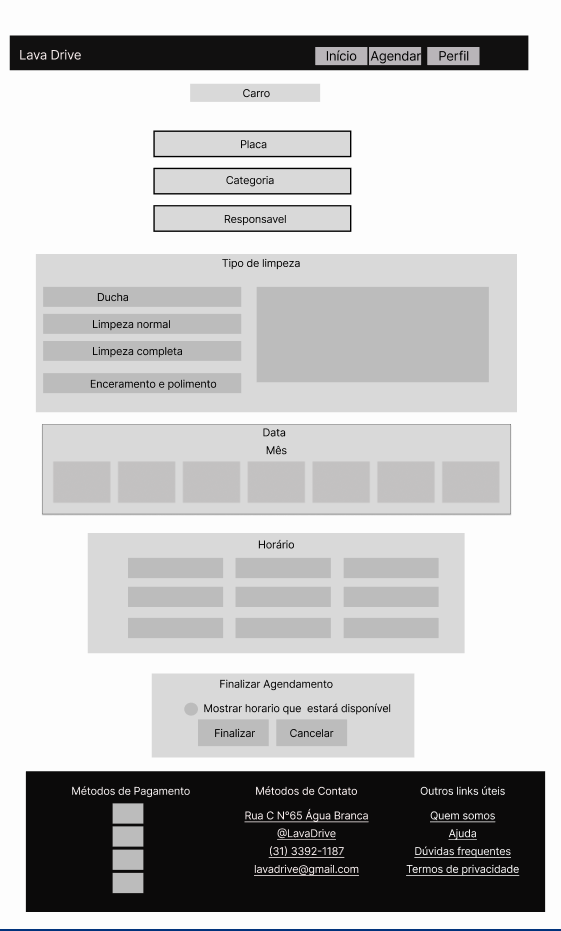 Lava Drive
Início
Agendar
Perfil
Carro
Placa
Categoria
Responsavel
Tipo de limpeza
Ducha
Limpeza normal
Limpeza completa
Enceramento e polimento
Data
Mês
Horário
Finalizar Agendamento
Mostrar horario que estará disponível
Finalizar
Cancelar
Métodos de Pagamento
Métodos de Contato
Rua C N°65 Água Branca
@LavaDrive
(31) 3392-1187
lavadrive@gmail.com
Outros links úteis
Quem somos
Ajuda
Dúvidas frequentes
Termos de privacidade